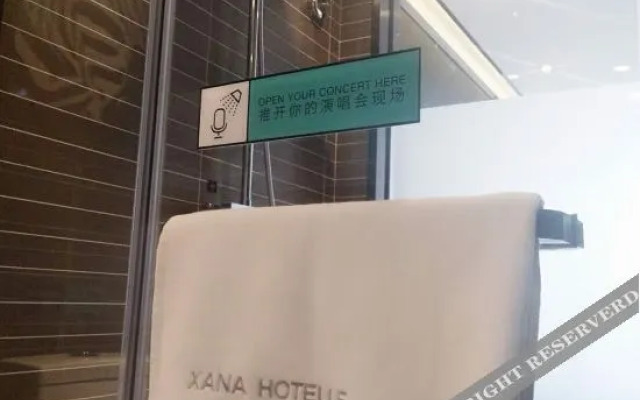 OPEN YOUR CONCERT HERE
推开你的演唱会现场
XANA HOTELLE
RIGHT RESERVERD